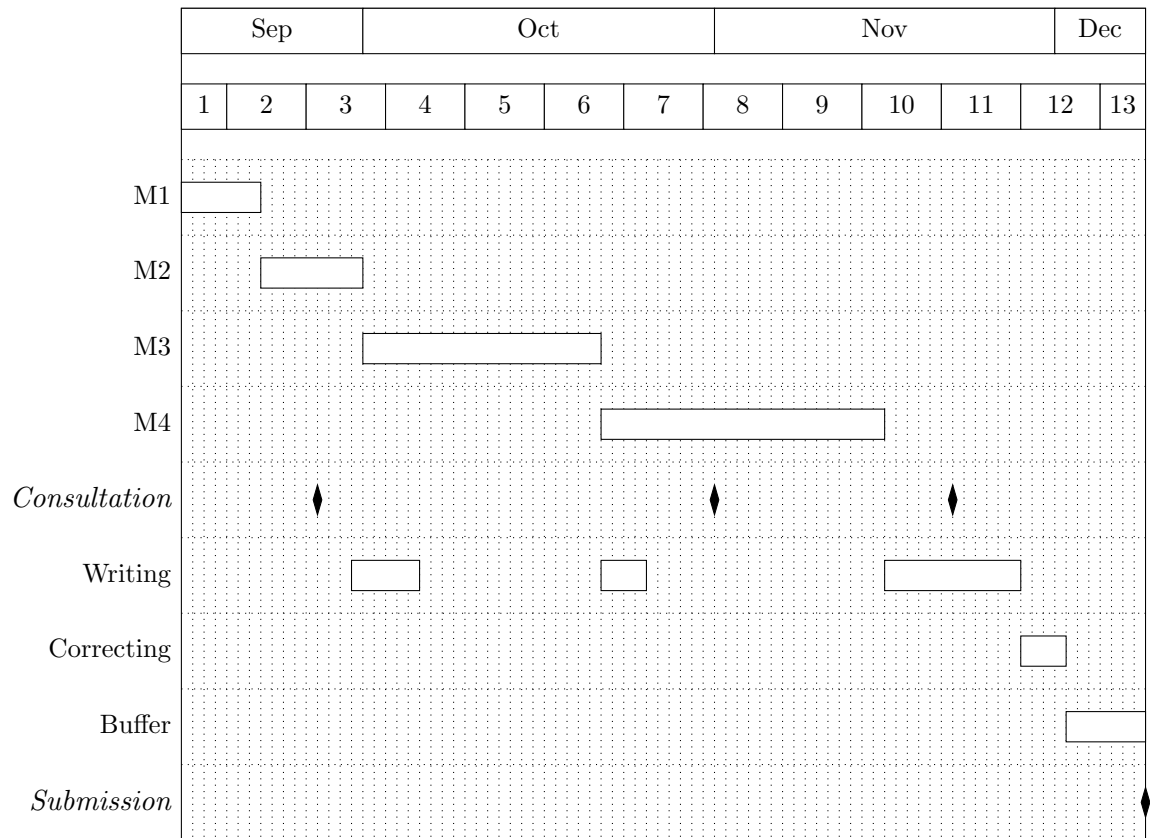 Sep Oct Nov Dec
1 2 3 4 5 6 7 8 9 10 11 12 13
M1
M2
M3
M4
Consultation
Writing
Correcting
Buffer
Submission